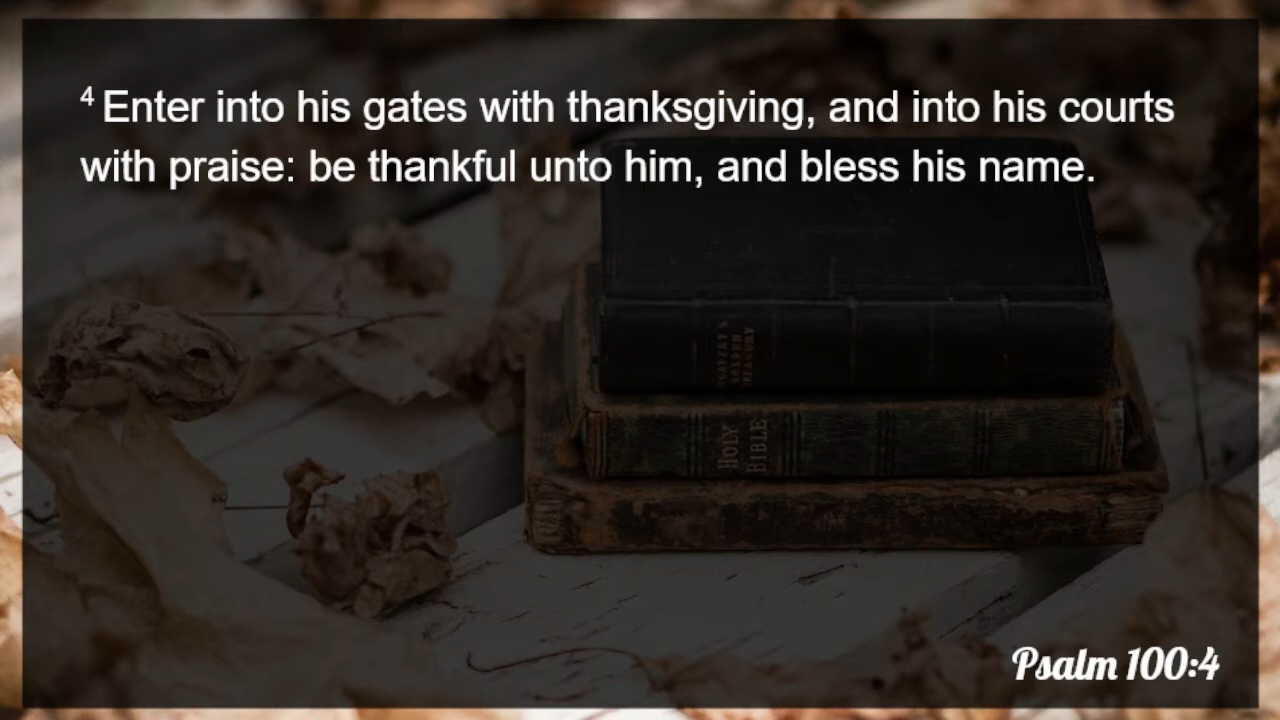 4 Enter into his gates with thanksgiving, and into his courts
with praise: be thankful unto him, and bless his name.
HOLY
BIBLE
Psalm 100:4